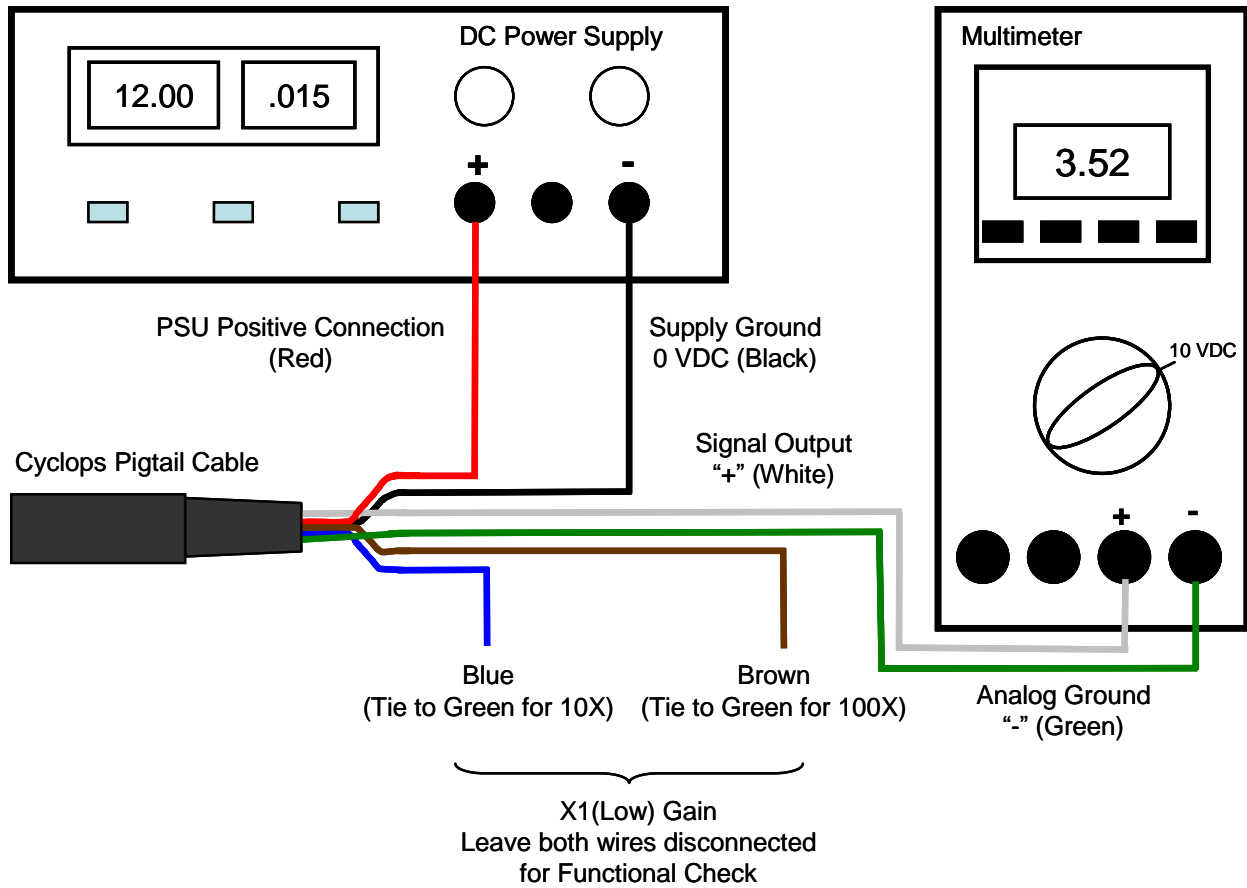 DC Power Supply
12.00
.015
+
-
Multimeter
3.52
10 VDC
+
-
PSU Positive Connection
(Red)
Supply Ground
0 VDC (Black)
Cyclops Pigtail Cable
Signal Output
“+” (White)
Blue
(Tie to Green for 10X)
Brown
(Tie to Green for 100X)
Analog Ground
“-” (Green)
X1(Low) Gain
Leave both wires disconnected
for Functional Check